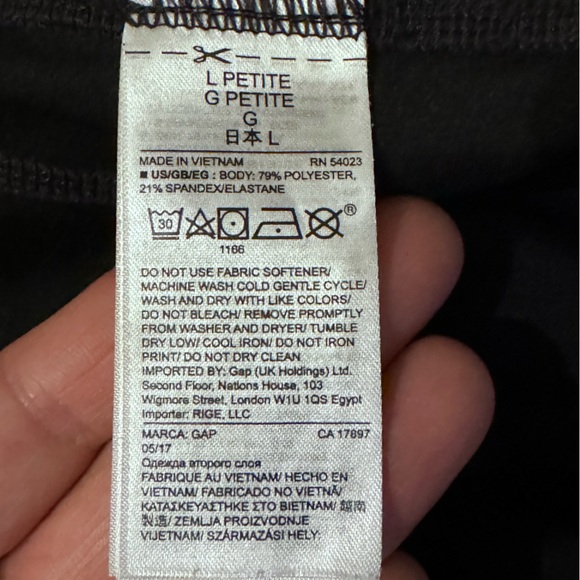 L PETITE
G PETITE
G
日本 L
MADE IN VIETNAM RN 54023
■ US/GB/EG : BODY: 79% POLYESTER,
21% SPANDEX/ELASTANE
30
®
1166
DO NOT USE FABRIC SOFTENER/
MACHINE WASH COLD GENTLE CYCLE/
WASH AND DRY WITH LIKE COLORS/
DO NOT BLEACH/ REMOVE PROMPTLY
FROM WASHER AND DRYER/ TUMBLE
DRY LOW/ COOL IRON/ DO NOT IRON
PRINT/ DO NOT DRY CLEAN
IMPORTED BY: Gap (UK Holdings) Ltd.
Second Floor, Nations House, 103
Wigmore Street, London W1U 1QS Egypt
Importer: RIGE, LLC
MARCA: GAP CA 17897
05/17
Одежда второго слоя
FABRIQUE AU VIETNAM/ HECHO EN
VIETNAM/ FABRICADO NO VIETNÃ/
ΚΑΤΑΣΚΕΥΑΣΤΗΚΕ ΣΤΟ ΒΙΕΤΝΑΜ/ 越南
製造/ ZEMLJA PROIZVODNJE
VIJETNAM/ SZÁRMAZÁSI HELY: